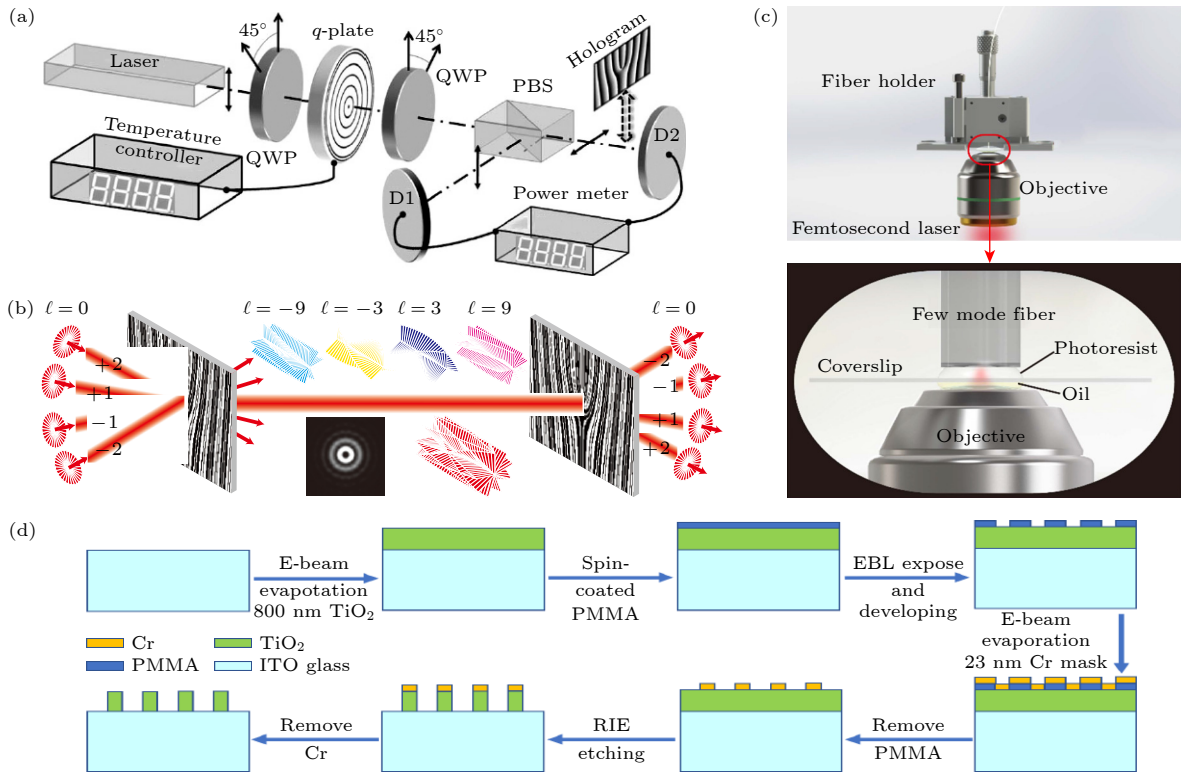 (a)
45°
q-plate
45°
Hologram
Laser
QWP
PBS
Temperature
controller
QWP
D2
8888
D1
Power meter
8888
(b)
ℓ = 0
ℓ = −9
ℓ = −3
ℓ = 3
ℓ = 9
ℓ = 0
+2
+1
−1
−2
−2
−1
+1
+2
(c)
Fiber holder
Objective
Femtosecond laser
Few mode fiber
Photoresist
Coverslip
Oil
Objective
(d)
E-beam
evapotation
800 nm TiO₂
Spin-
coated
PMMA
EBL expose
and
developing
E-beam
evaporation
23 nm Cr mask
Cr
TiO₂
PMMA
ITO glass
Remove
Cr
RIE
etching
Remove
PMMA